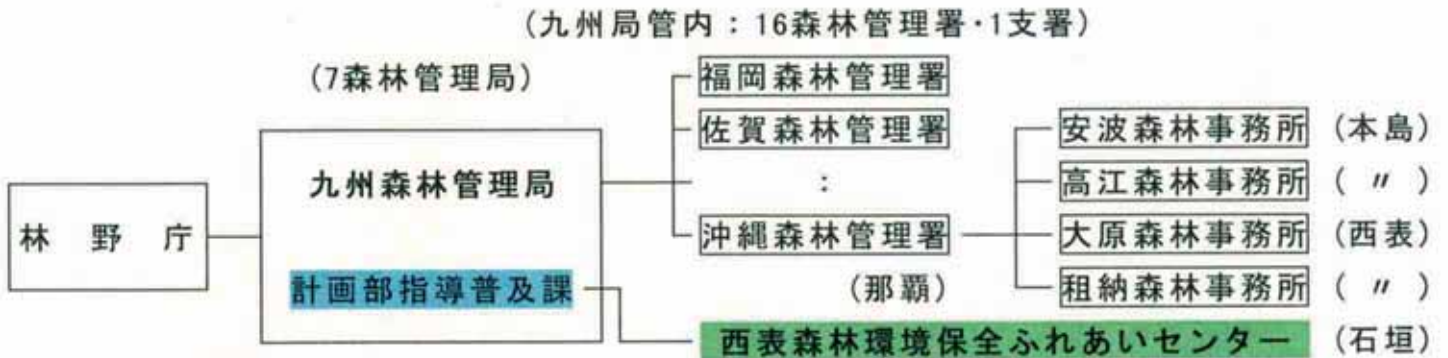 (九州局管内：16森林管理署･1支署)
(7森林管理局)
林野庁
九州森林管理局
計画部指導普及課
福岡森林管理署
佐賀森林管理署
：
沖縄森林管理署
(那覇)
安波森林事務所 (本島)
高江森林事務所 (〃)
大原森林事務所 (西表)
租納森林事務所 (〃)
西表森林環境保全ふれあいセンター (石垣)